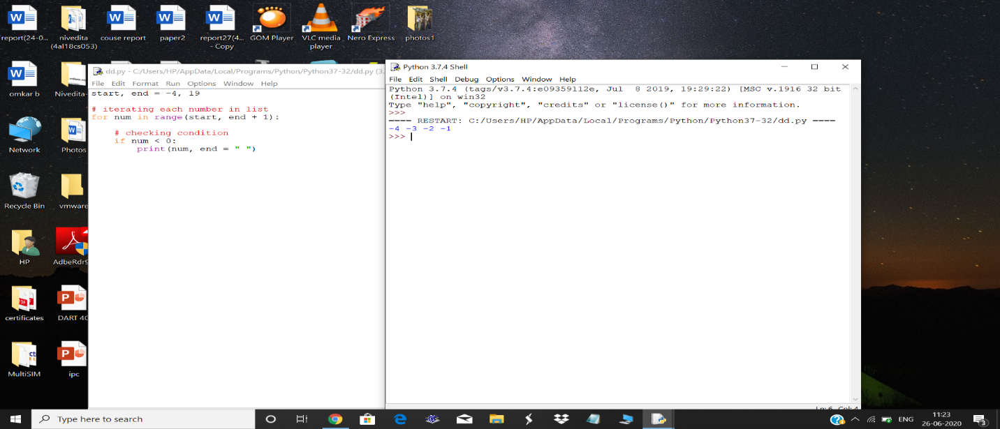 report(24-0...
nivedita
(4al18cs053)
couse report
paper2
report27(4...
- Copy
GOM Player
VLC media
player
Nero Express
photos1
omkar b
Nivedita-
Network
Photos
Recycle Bin
vmware
HP
AdbeRdr9
certificates
DART 4G
MultiSIM
ipc
dd.py - C:/Users/HP/AppData/Local/Programs/Python/Python37-32/dd.py (3.
File Edit Format Run Options Window Help
start, end = -4, 19
# iterating each number in list
for num in range(start, end + 1):
# checking condition
if num < 0:
print(num, end = " ")
Python 3.7.4 Shell
File Edit Shell Debug Options Window Help
Python 3.7.4 (tags/v3.7.4:e09359112e, Jul  8 2019, 19:29:22) [MSC v.1916 32 bit
(Intel)] on win32
Type "help", "copyright", "credits" or "license()" for more information.
>>>
==== RESTART: C:/Users/HP/AppData/Local/Programs/Python/Python37-32/dd.py ====
-4 -3 -2 -1
>>>
Ln: 6 Col: 4
Type here to search
ENG
11:23
26-06-2020
3